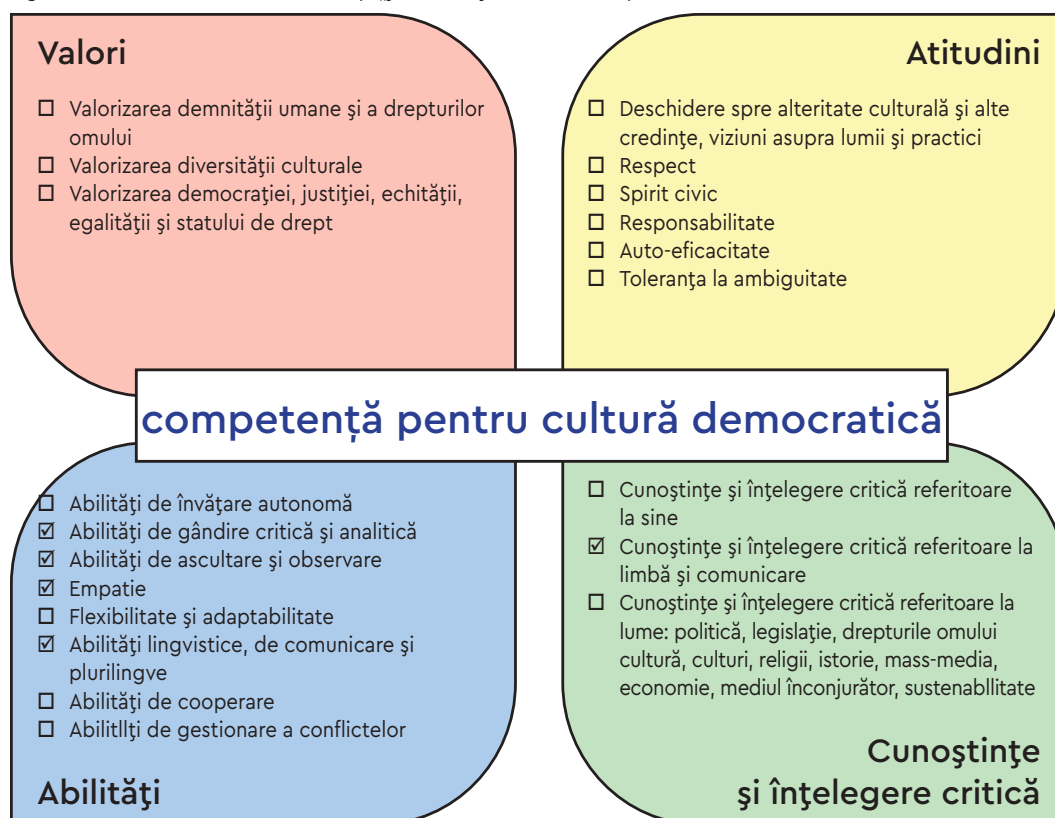 Valori
☐ Valorizarea demnităţii umane şi a drepturilor
omului
☐ Valorizarea diversităţii culturale
☐ Valorizarea democraţiei, justiţiei, echităţii,
egalităţii şi statului de drept
Atitudini
☐ Deschidere spre alteritate culturală şi alte
credinţe, viziuni asupra lumii şi practici
☐ Respect
☐ Spirit civic
☐ Responsabilitate
☐ Auto-eficacitate
☐ Toleranţa la ambiguitate
competență pentru cultură democratică
☐ Abilităţi de învăţare autonomă
☑ Abilităţi de gândire critică şi analitică
☑ Abilităţi de ascultare şi observare
☑ Empatie
☐ Flexibilitate şi adaptabilitate
☑ Abilităţi lingvistice, de comunicare şi
plurilingve
☐ Abilităţi de cooperare
☐ Abilitllţi de gestionare a conflictelor
Abilităţi
☐ Cunoştinţe şi înţelegere critică referitoare
la sine
☑ Cunoştinţe şi înţelegere critică referitoare la
limbă şi comunicare
☐ Cunoştinţe şi înţelegere critică referitoare la
lume: politică, legislaţie, drepturile omului
cultură, culturi, religii, istorie, mass-media,
economie, mediul înconjurător, sustenabllitate
Cunoştinţe
şi înţelegere critică